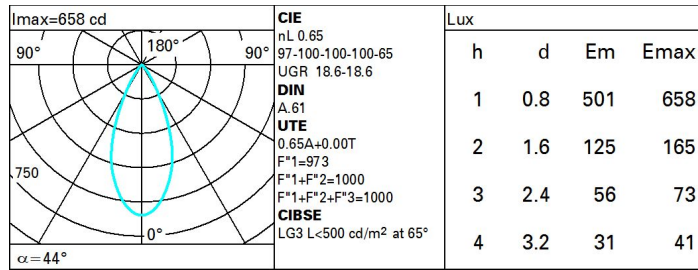 Imax=658 cd
90°
180°
90°
750
0°
α=44°
CIE
nL 0.65
97-100-100-100-65
UGR 18.6-18.6
DIN
A.61
UTE
0.65A+0.00T
F"1=973
F"1+F"2=1000
F"1+F"2+F"3=1000
CIBSE
LG3 L<500 cd/m² at 65°
Lux
h d Em Emax
1 0.8 501 658
2 1.6 125 165
3 2.4 56 73
4 3.2 31 41